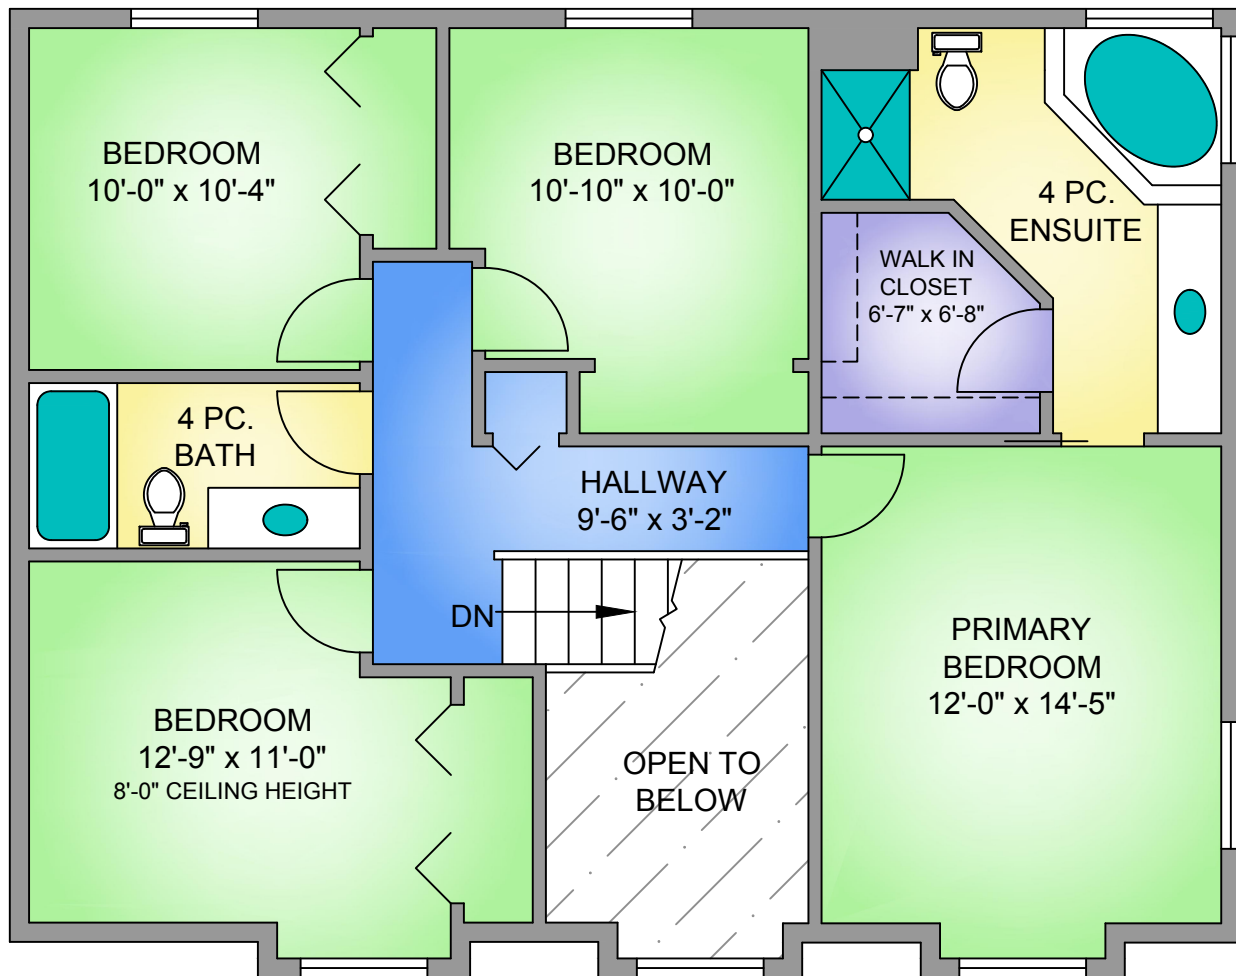 BEDROOM
10'-0" x 10'-4"
BEDROOM
10'-10" x 10'-0"
4 PC.
ENSUITE
WALK IN
CLOSET
6'-7" x 6'-8"
4 PC.
BATH
HALLWAY
9'-6" x 3'-2"
DN
PRIMARY
BEDROOM
12'-0" x 14'-5"
BEDROOM
12'-9" x 11'-0"
8'-0" CEILING HEIGHT
OPEN TO
BELOW